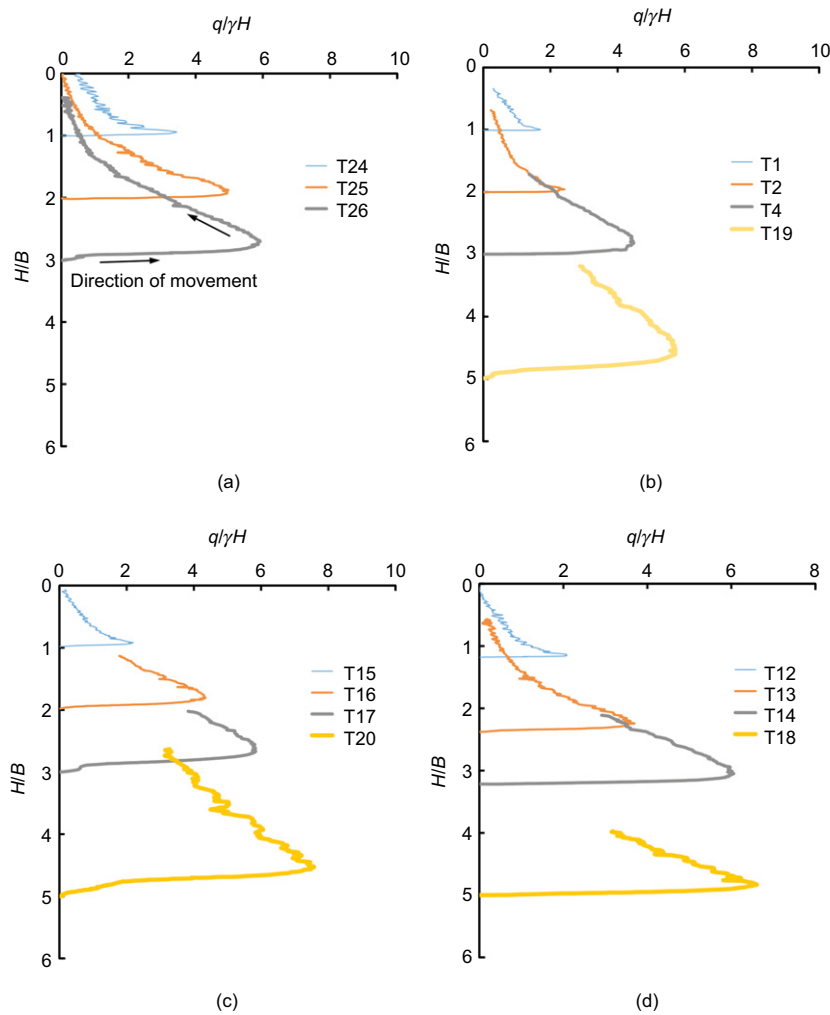 q/γH
0 2 4 6 8 10
0
1
2
3
4
5
6
H/B
T24
T25
T26
Direction of movement
(a)
q/γH
0 2 4 6 8 10
0
1
2
3
4
5
6
H/B
T1
T2
T4
T19
(b)
q/γH
0 2 4 6 8 10
0
1
2
3
4
5
6
H/B
T15
T16
T17
T20
(c)
q/γH
0 2 4 6 8
0
1
2
3
4
5
6
H/B
T12
T13
T14
T18
(d)